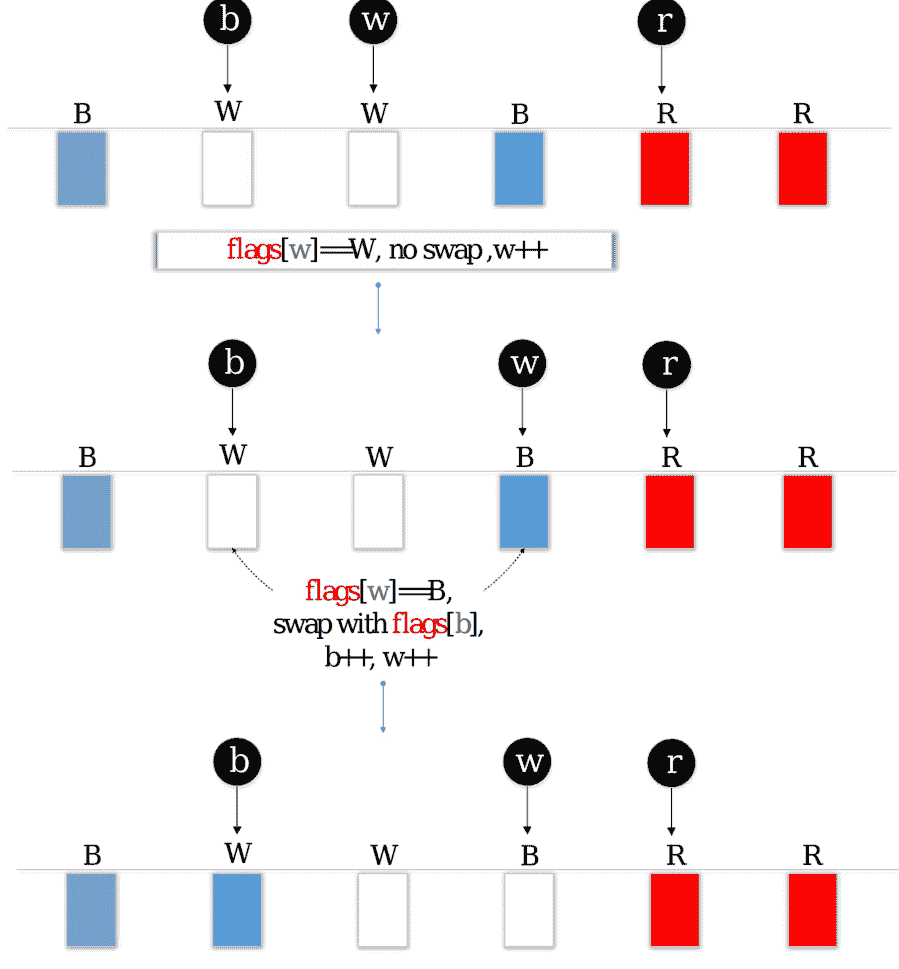 b w r
B W W B R R
flags[w]==W, no swap ,w++
b w r
B W W B R R
flags[w]==B,
swap with flags[b],
b++, w++
b w r
B W W B R R